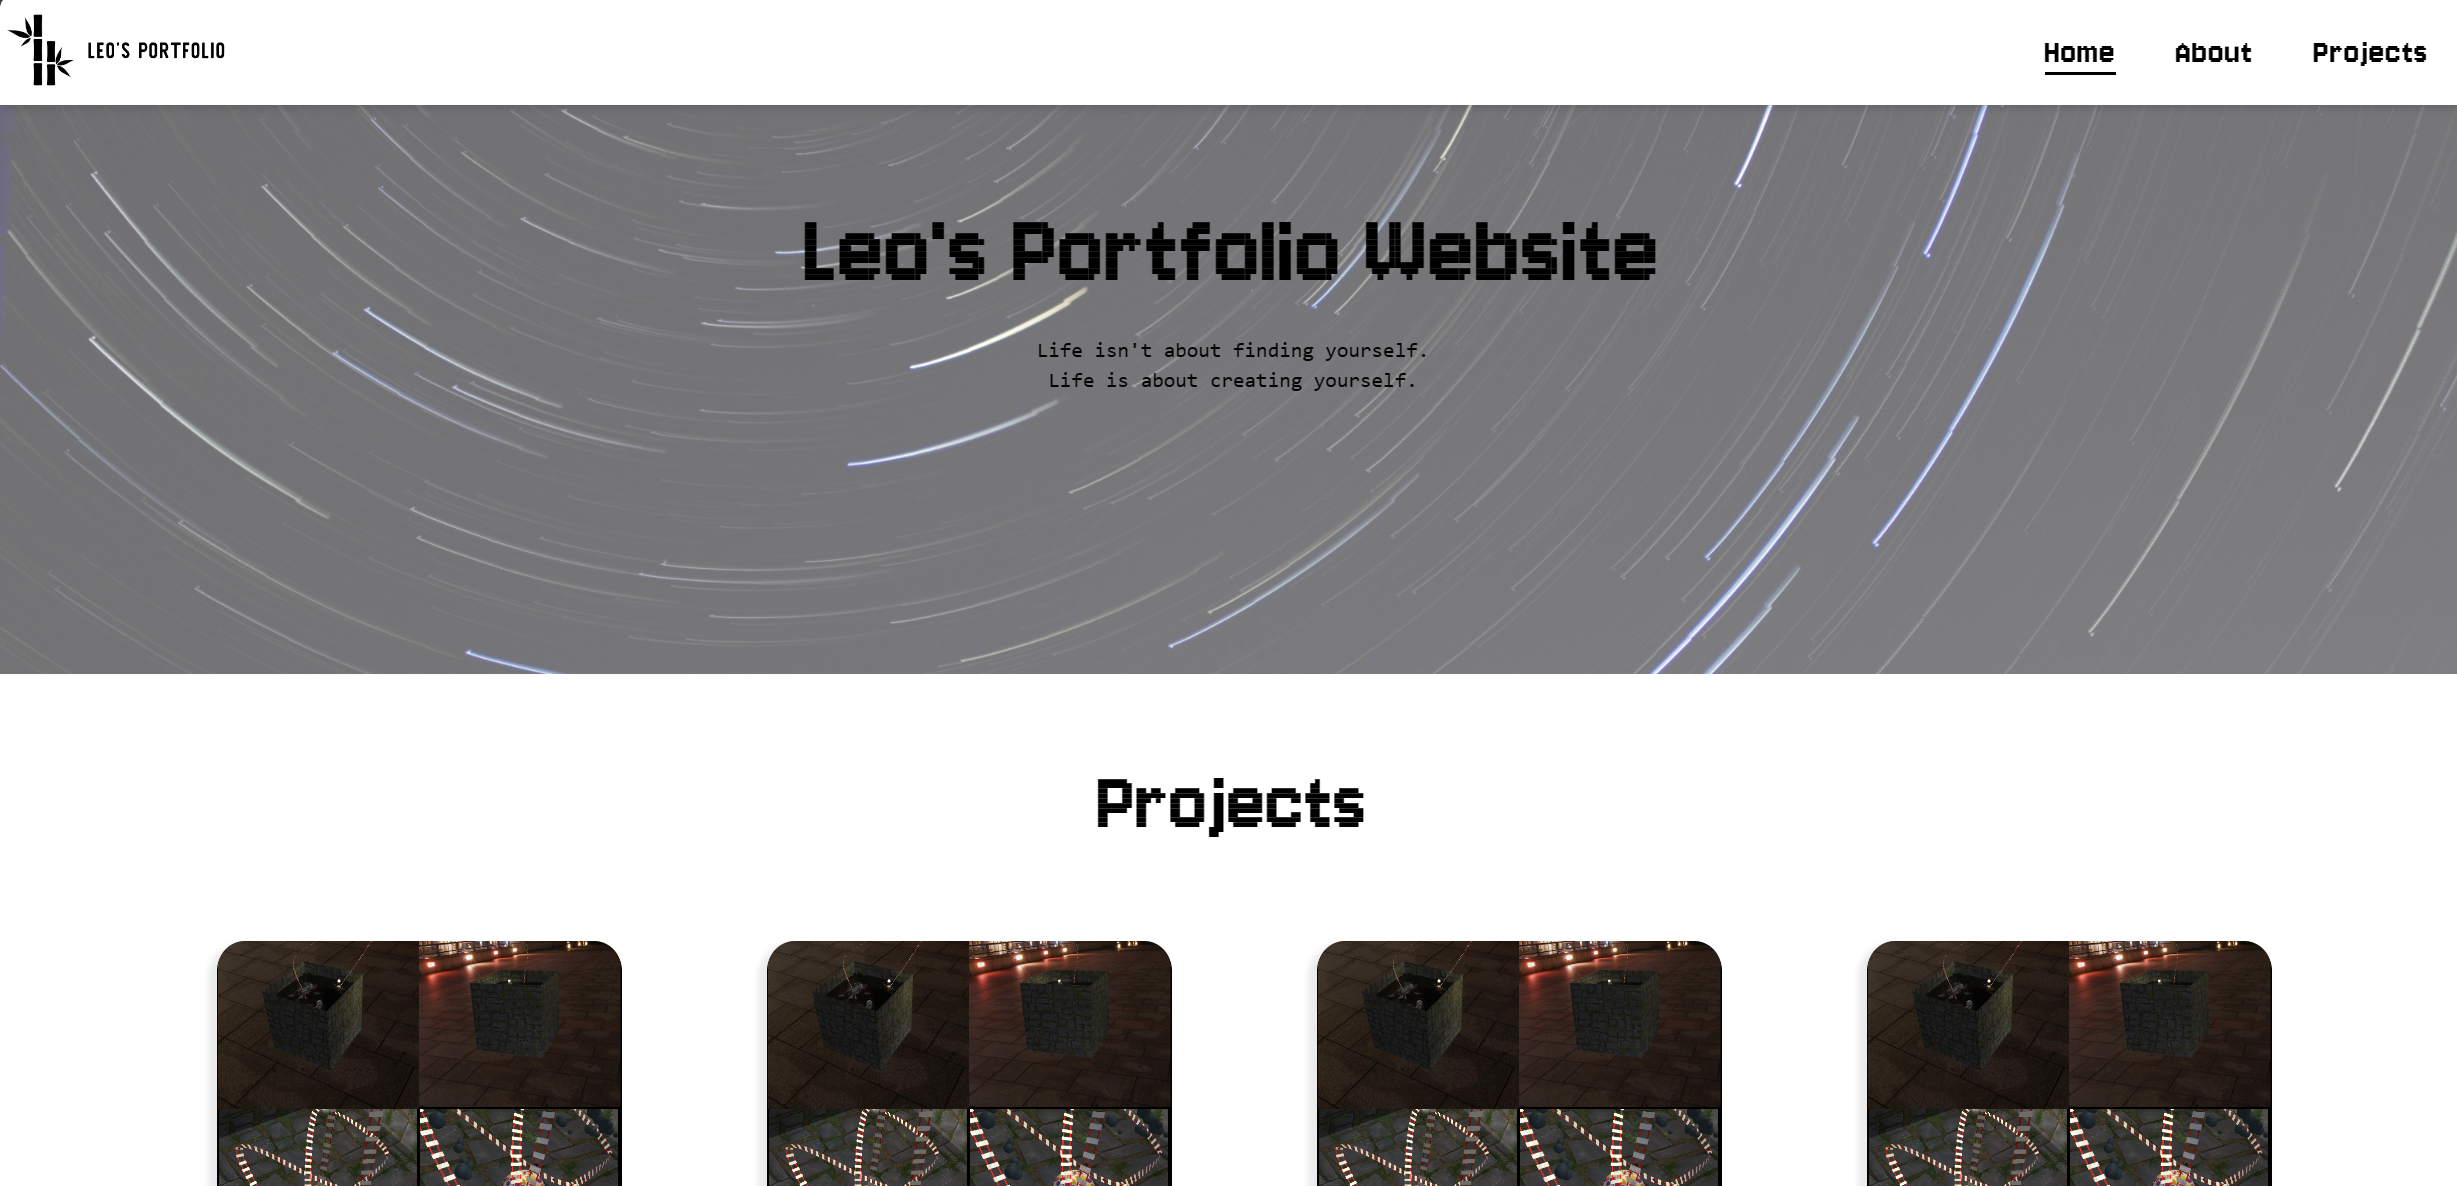 LEO'S PORTFOLIO
Home About Projects
Leo's Portfolio Website
Life isn't about finding yourself.
Life is about creating yourself.
Projects